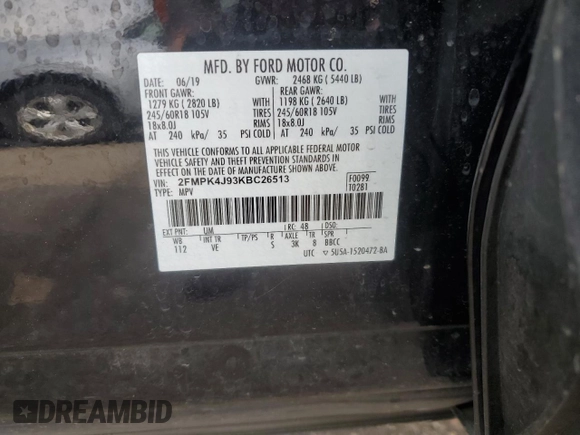 MFD. BY FORD MOTOR CO.
DATE: 06/19 GVWR: 2468 KG ( 5440 LB)
FRONT GAWR: REAR GAWR:
1279 KG ( 2820 LB) WITH 1198 KG ( 2640 LB) WITH
245/60R18 105V TIRES 245/60R18 105V TIRES
18x8.0J RIMS 18x8.0J RIMS
AT 240 kPa/ 35 PSI COLD AT 240 kPa/ 35 PSI COLD
THIS VEHICLE CONFORMS TO ALL APPLICABLE FEDERAL MOTOR
VEHICLE SAFETY AND THEFT PREVENTION STANDARDS IN
EFFECT ON THE DATE OF MANUFACTURE SHOWN ABOVE.
VIN: 2FMPK4J93KBC26513 F0099
TYPE: MPV T0281
EXT PNT: UM RC: 48 DSO:
WB INT TR TP/PS R AXLE TR SPR
112 VE S 3K 8 BBCC
UTC ▽ 5U5A-1520472-BA
DREAMBID